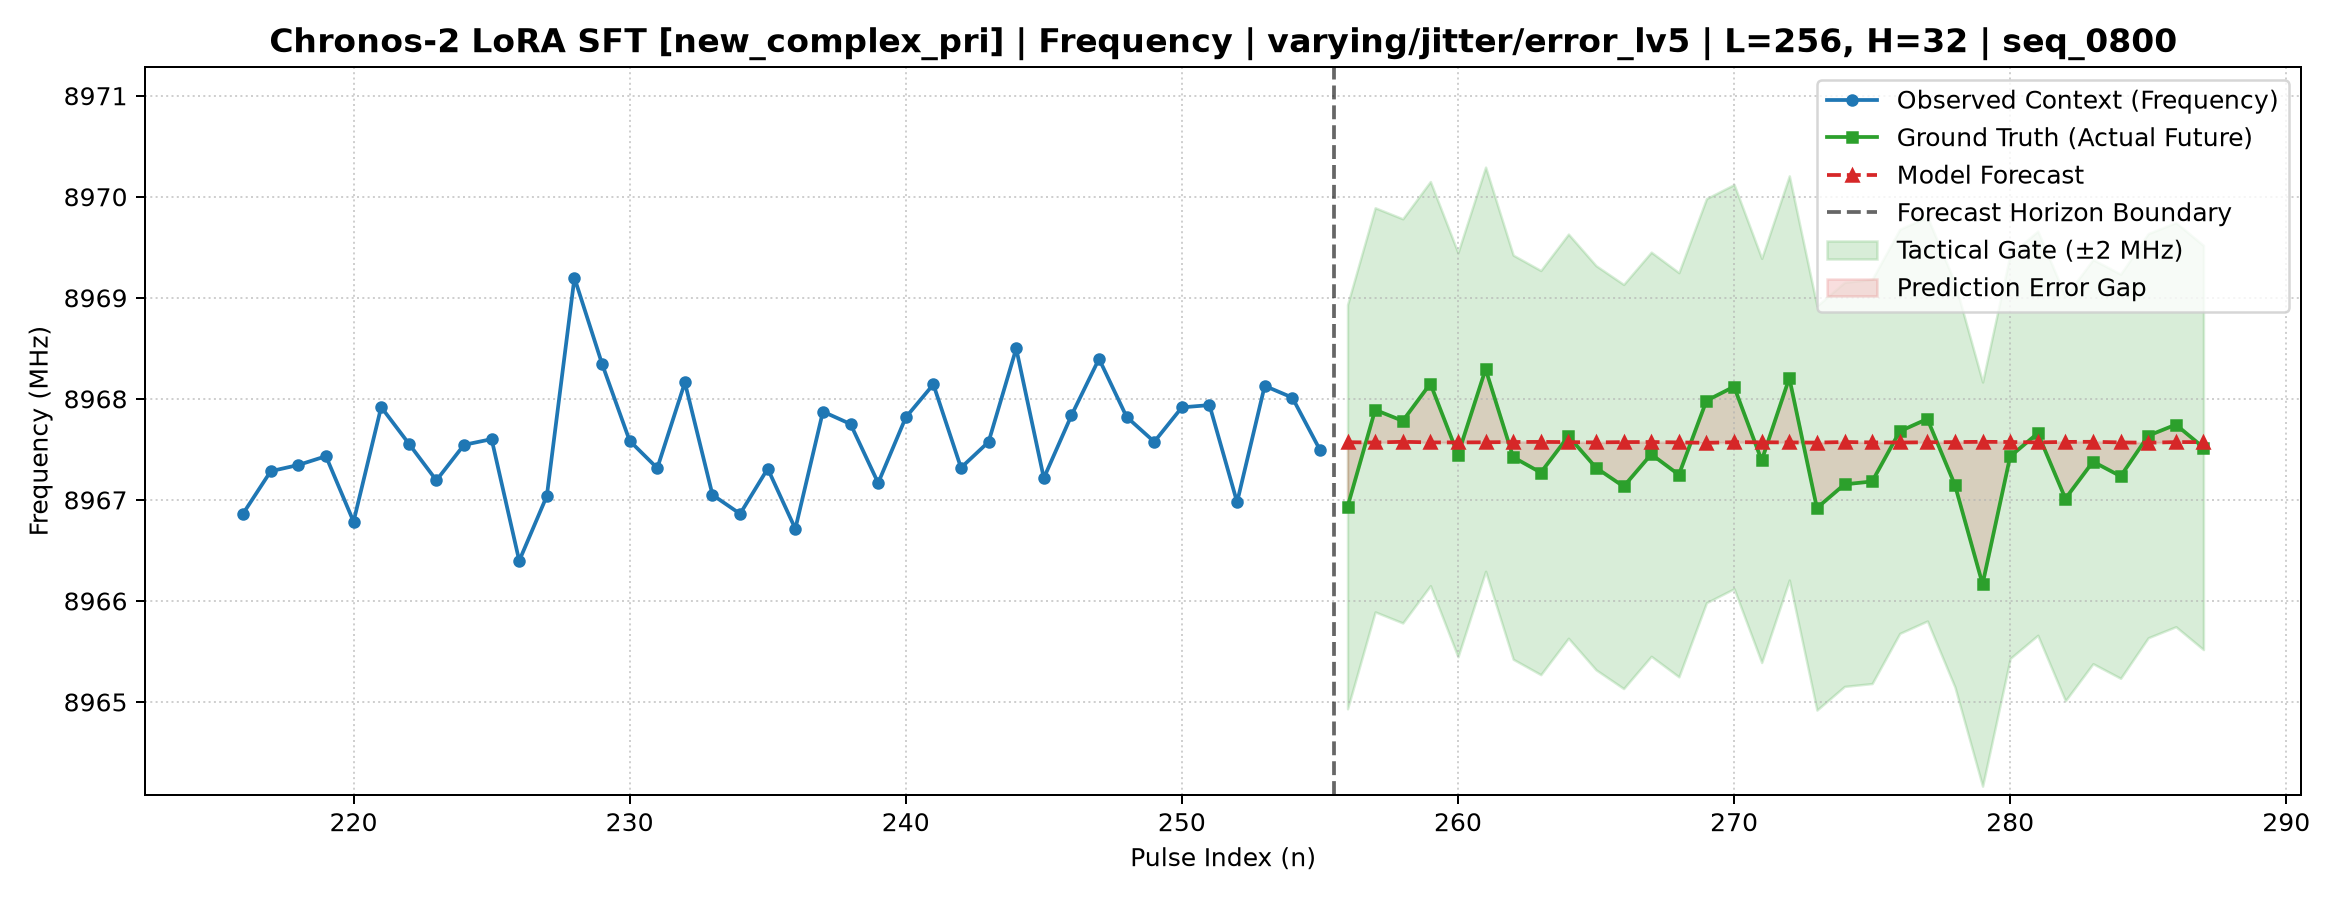 Chronos-2 LoRA SFT [new_complex_pri] | Frequency | varying/jitter/error_lv5 | L=256, H=32 | seq_0800
Frequency (MHz)
8971
8970
8969
8968
8967
8966
8965
Observed Context (Frequency)
Ground Truth (Actual Future)
Model Forecast
Forecast Horizon Boundary
Tactical Gate (±2 MHz)
Prediction Error Gap
220
230
240
250
260
270
280
290
Pulse Index (n)